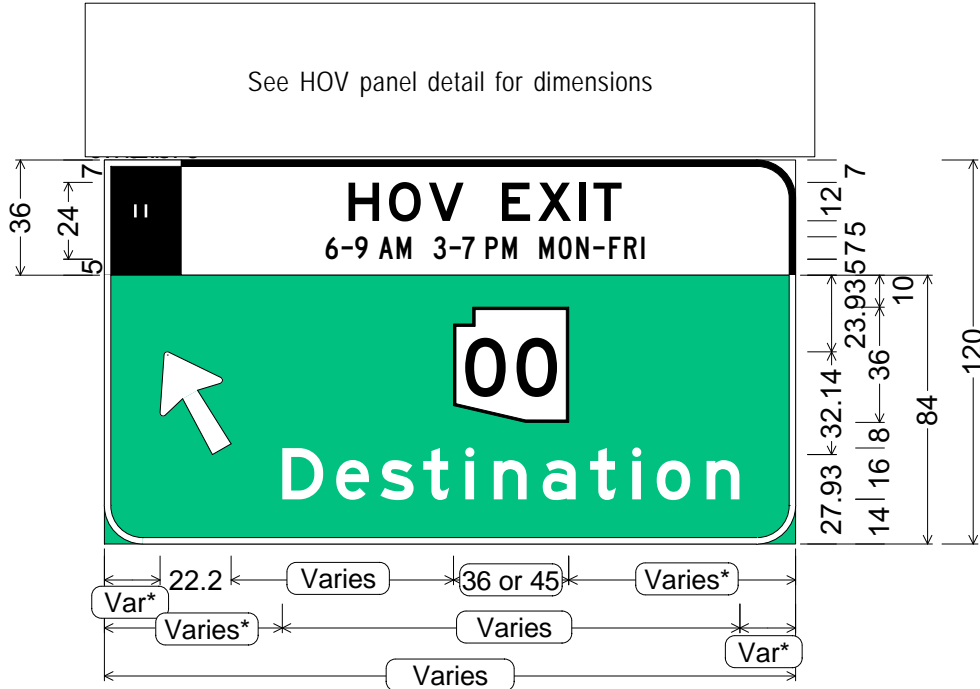 See HOV panel detail for dimensions
HOV EXIT
6-9 AM 3-7 PM MON-FRI
00
Destination
36
7
24
5
7
12
5
7
5
10
23.93
36
32.14
8
16
27.93
14
84
120
22.2
Varies
36 or 45
Varies*
Var*
Varies*
Varies
Var*
Varies